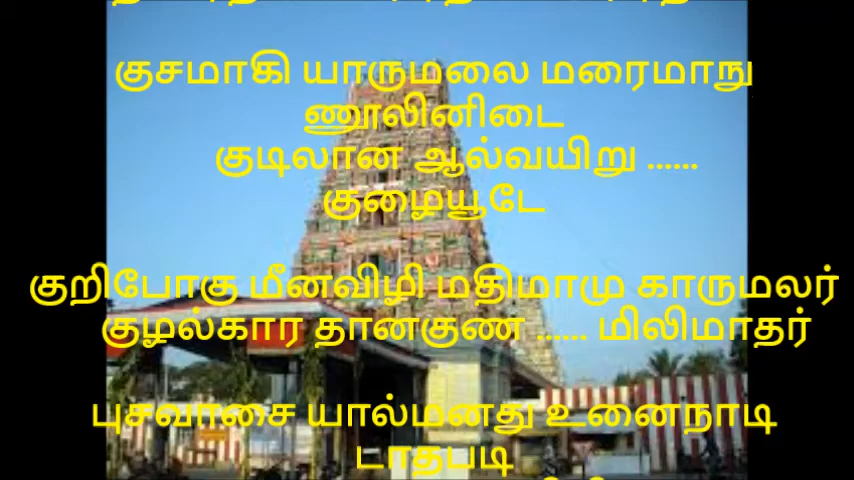 குசமாகி யாருமலை மரைமாநு
ணூலினிடை
குடிலான ஆல்வயிறு ...... 
குழையூடே
குறிபோகு மீனவிழி மதிமாமு காருமலர்
குழல்கார தானகுண ...... மிலிமாதர்
புசவாசை யால்மனது உனைநாடி
டாதபடி